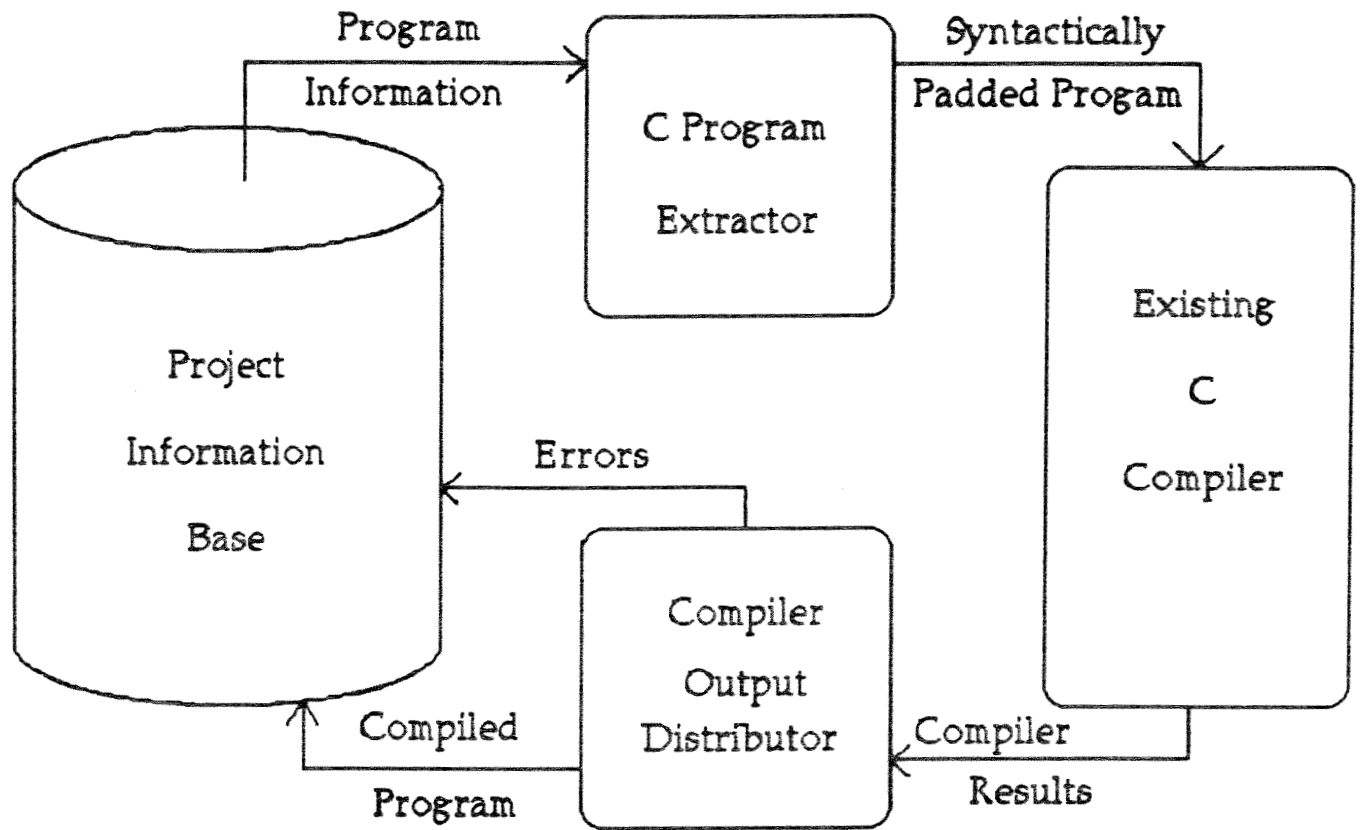 Program
Information
C Program
Extractor
Syntactically
Padded Progam
Existing
C
Compiler
Project
Information
Base
Errors
Compiler
Output
Distributor
Compiled
Program
Compiler
Results